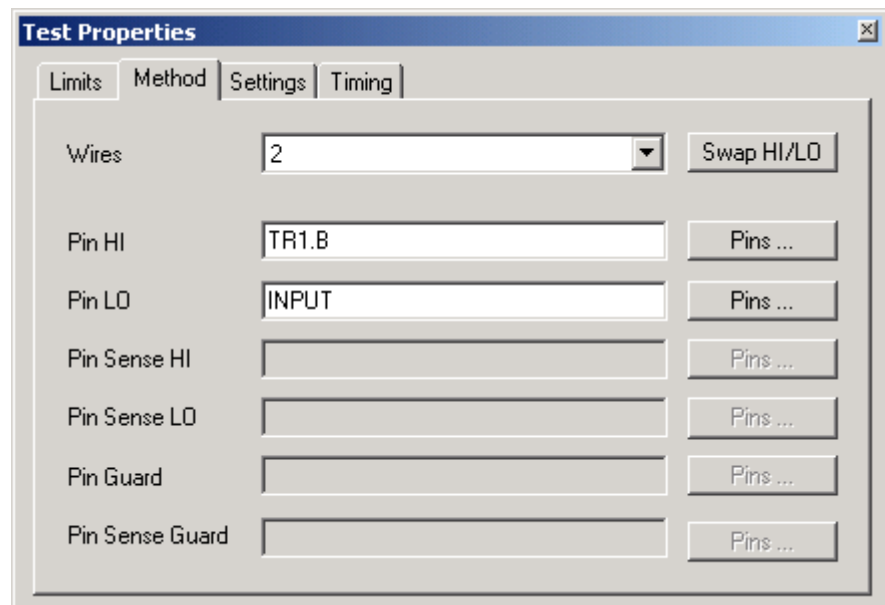 Test Properties
Limits Method Settings Timing
Wires 2 Swap HI/LO
Pin HI TR1.B Pins ...
Pin LO INPUT Pins ...
Pin Sense HI Pins ...
Pin Sense LO Pins ...
Pin Guard Pins ...
Pin Sense Guard Pins ...